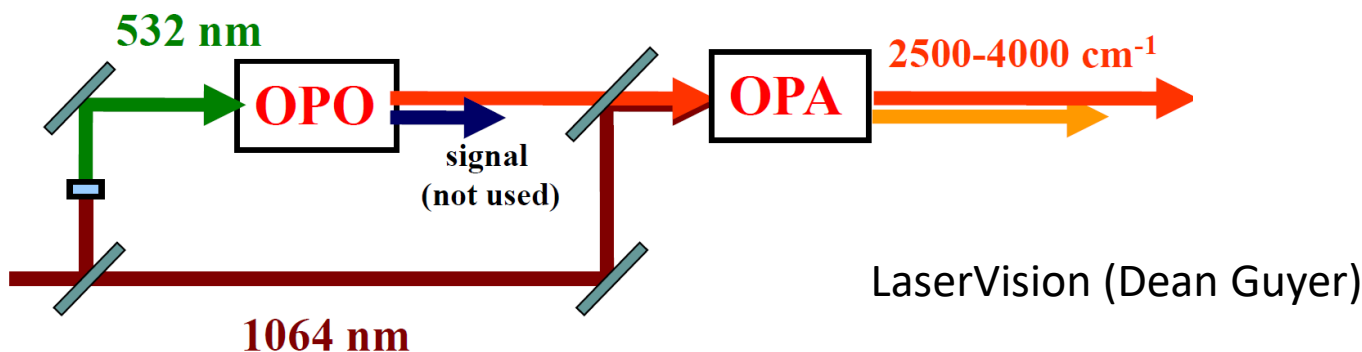 532 nm
OPO
signal
(not used)
OPA
2500-4000 cm⁻¹
1064 nm
LaserVision (Dean Guyer)